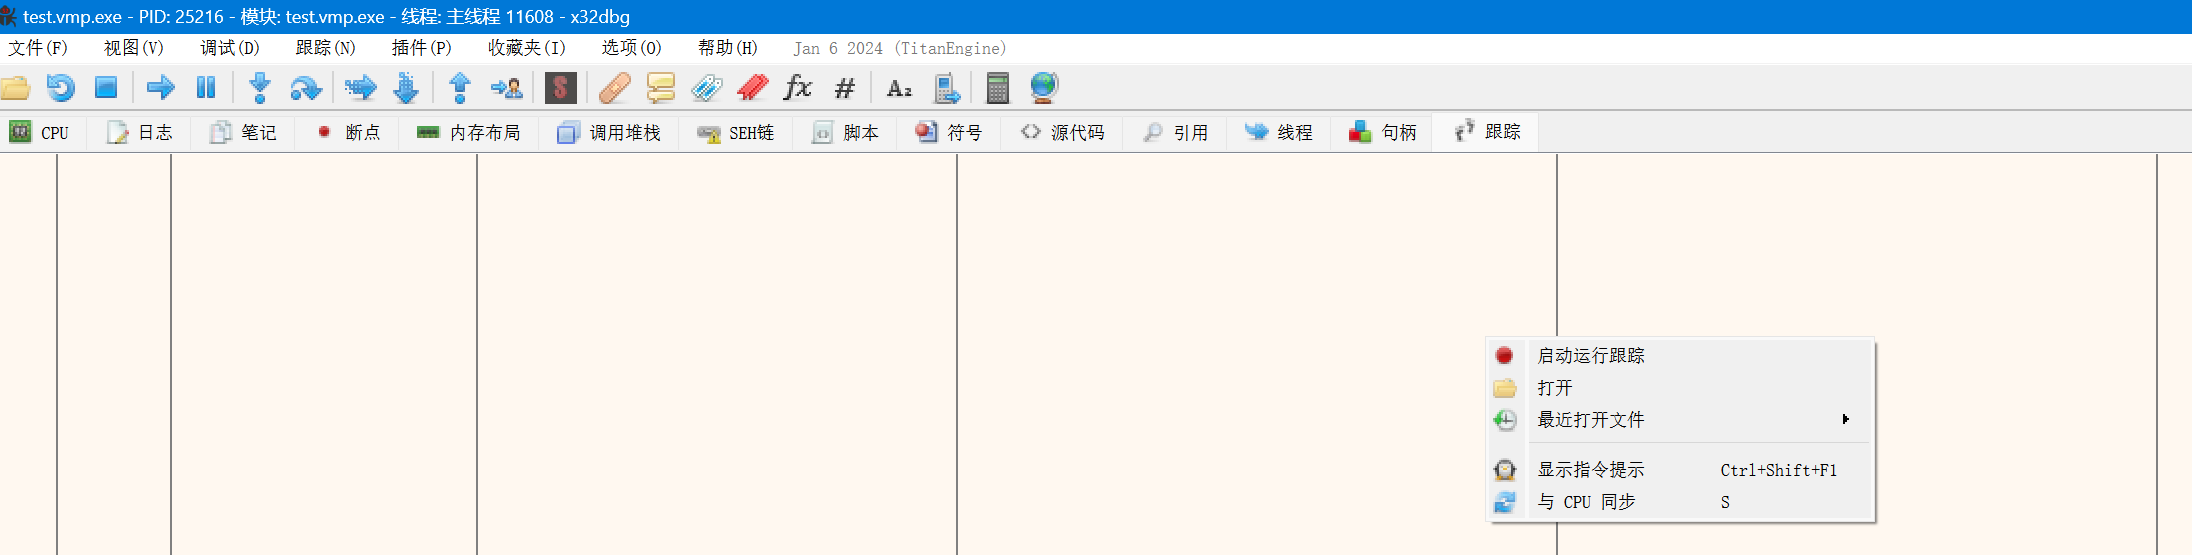 test.vmp.exe - PID: 25216 - 模块: test.vmp.exe - 线程: 主线程 11608 - x32dbg
文件(F) 视图(V) 调试(D) 跟踪(N) 插件(P) 收藏夹(I) 选项(O) 帮助(H) Jan 6 2024 (TitanEngine)
S fx # A₂
CPU 日志 笔记 断点 内存布局 调用堆栈 SEH链 脚本 符号 源代码 引用 线程 句柄 跟踪
启动运行跟踪
打开
最近打开文件
显示指令提示 Ctrl+Shift+F1
与 CPU 同步 S